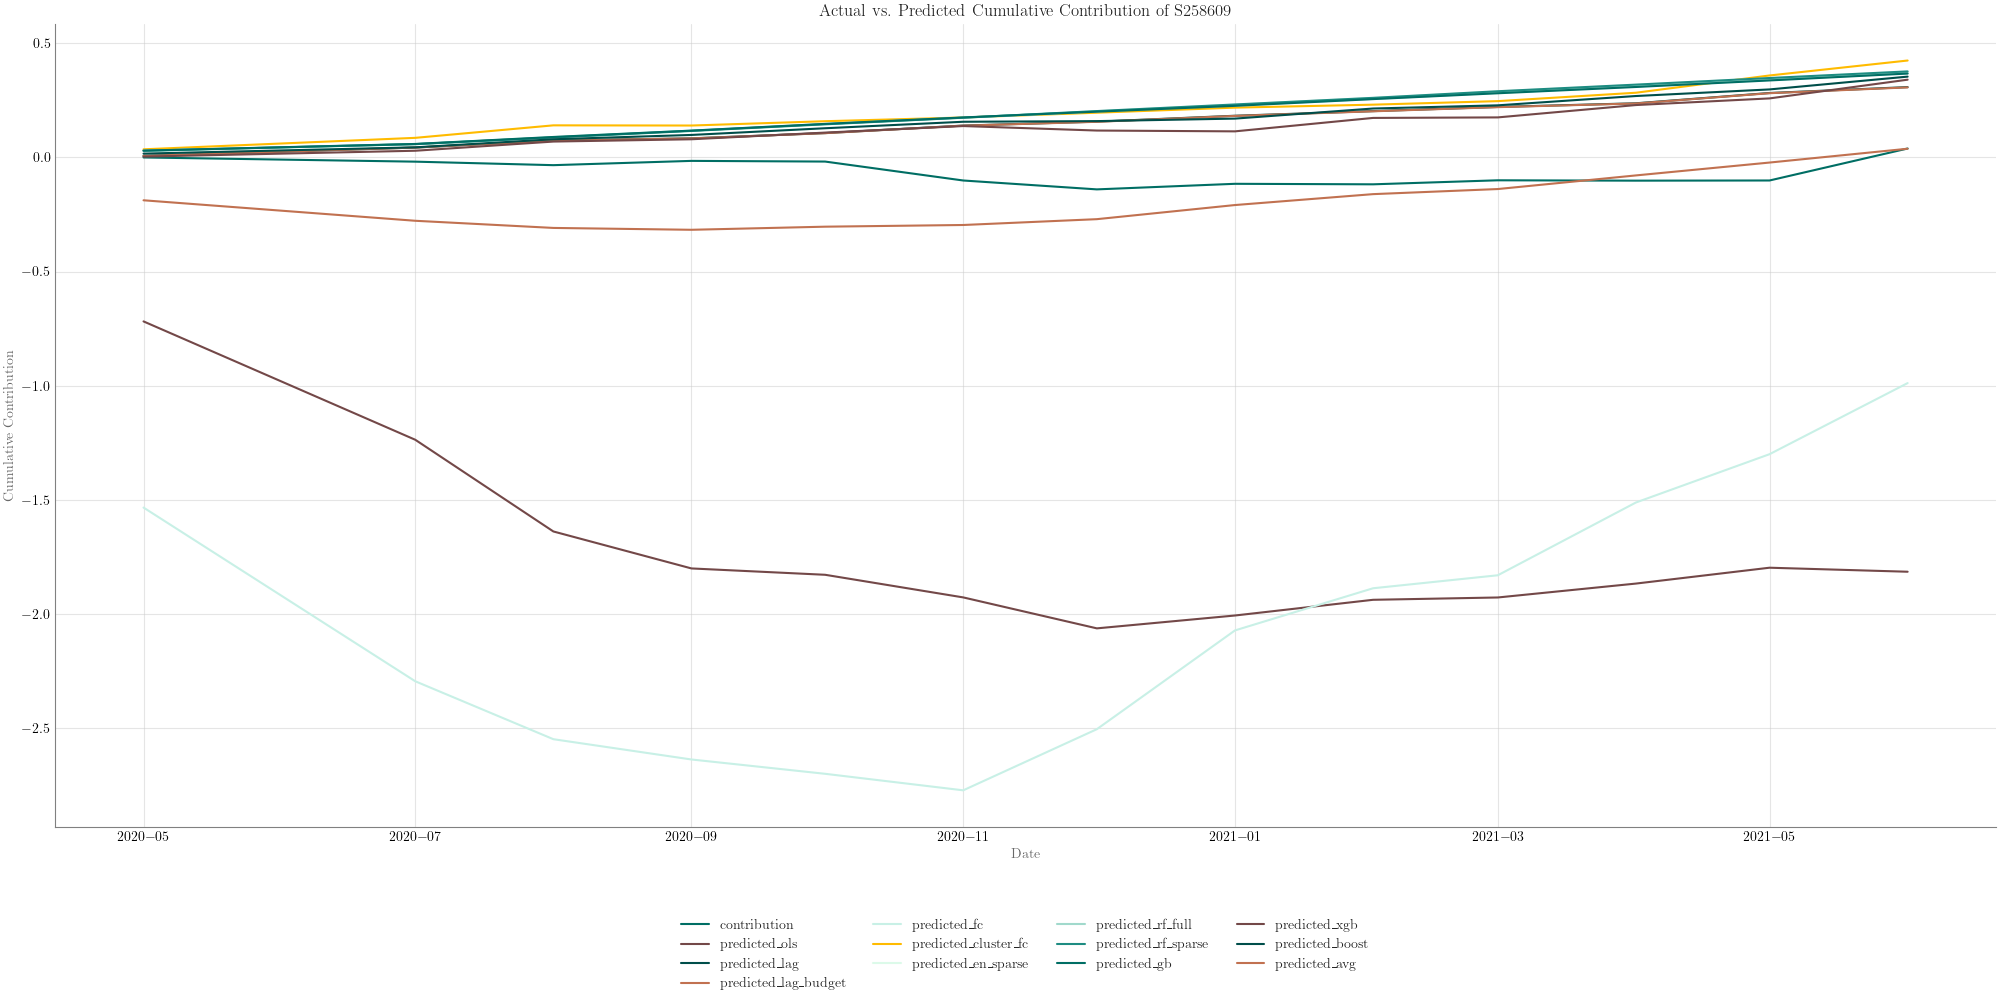 Actual vs. Predicted Cumulative Contribution of S258609
0.5
0.0
−0.5
−1.0
−1.5
−2.0
−2.5
Cumulative Contribution
2020−05
2020−07
2020−09
2020−11
2021−01
2021−03
2021−05
Date
contribution
predicted_ols
predicted_lag
predicted_lag_budget
predicted_fc
predicted_cluster_fc
predicted_en_sparse
predicted_rf_full
predicted_rf_sparse
predicted_gb
predicted_xgb
predicted_boost
predicted_avg